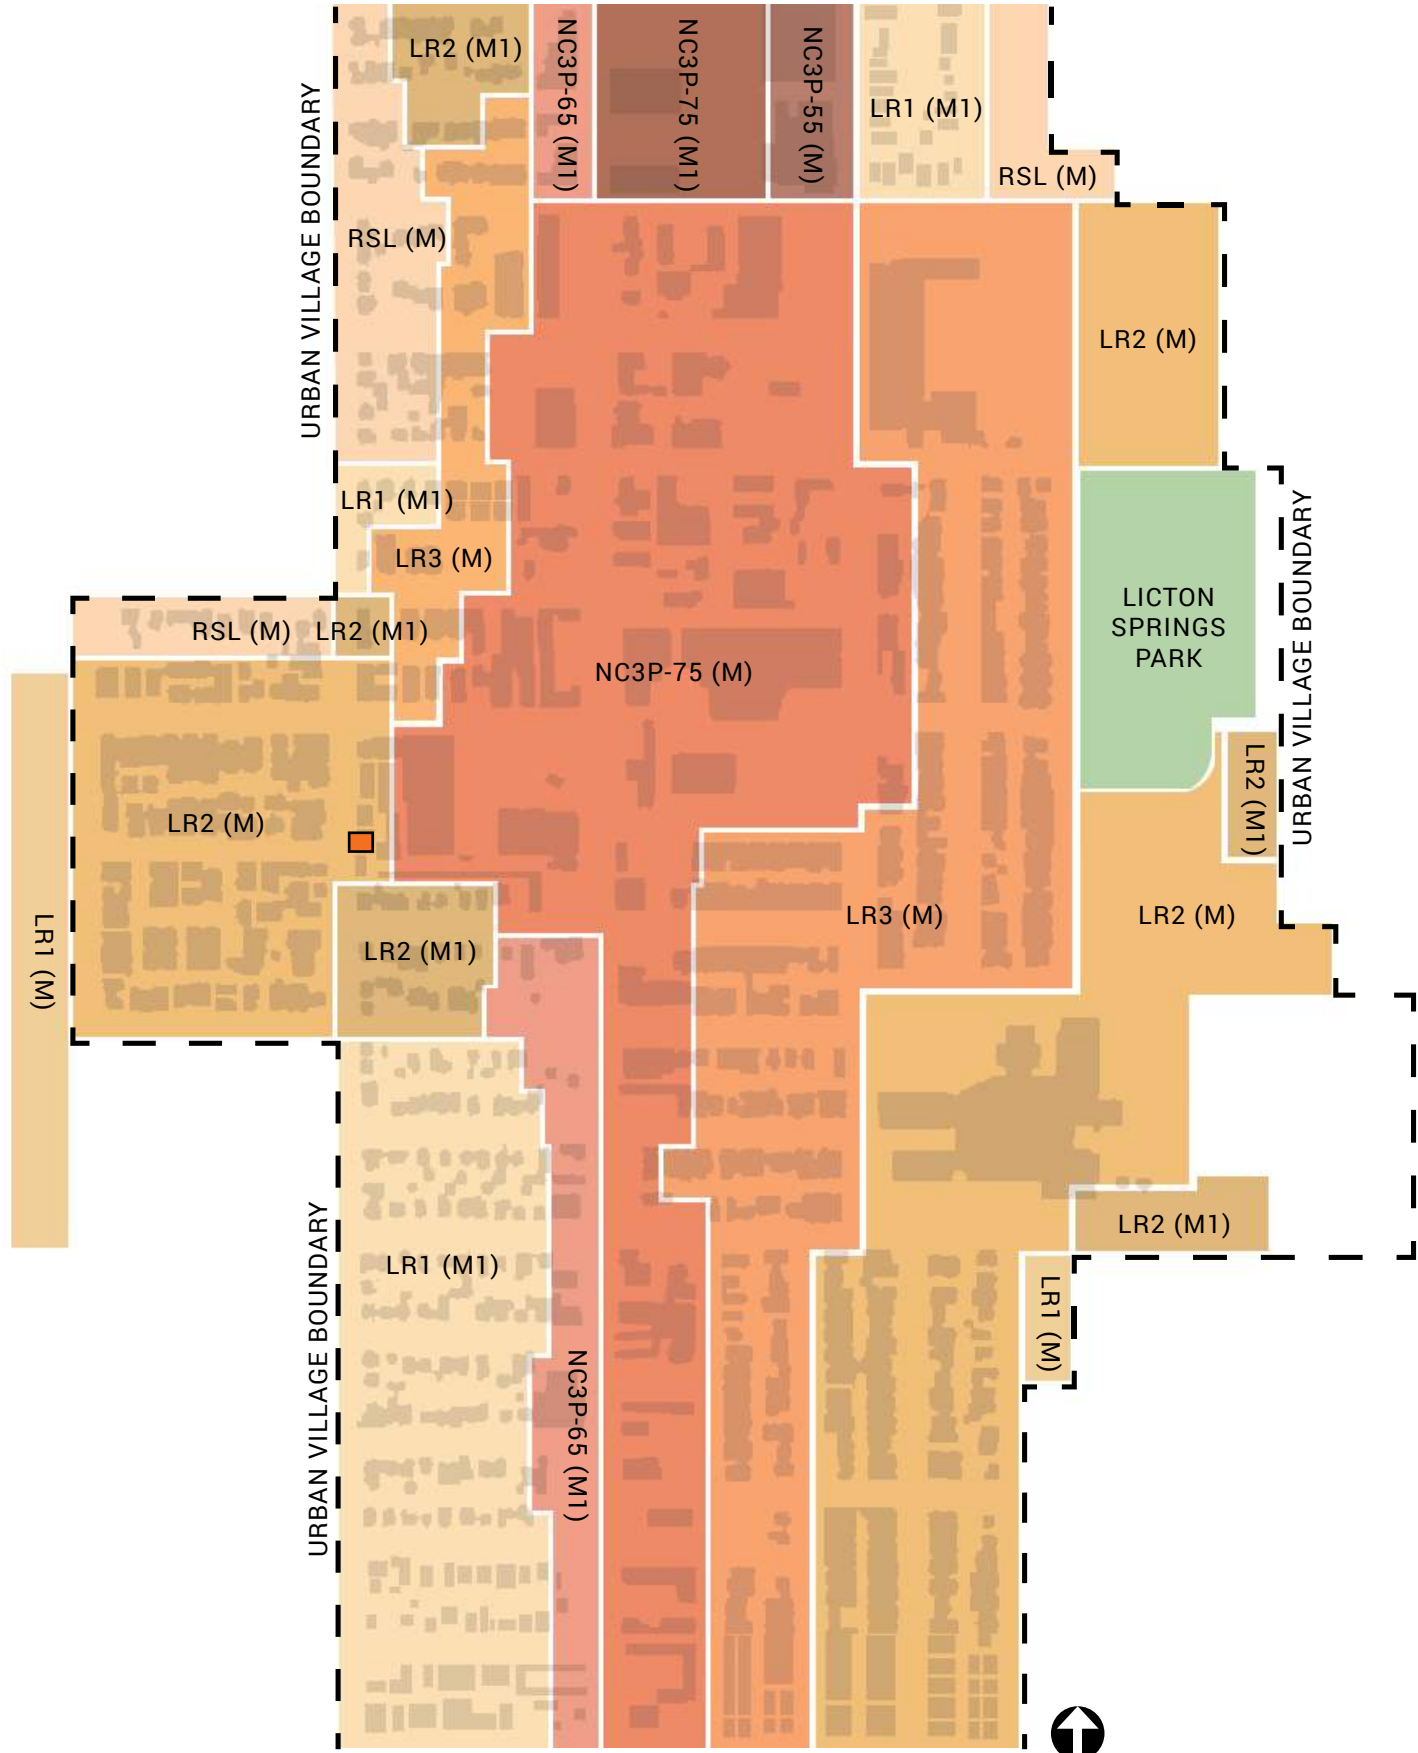 LR2 (M1)
NC3P-65 (M1)
NC3P-75 (M1)
NC3P-55 (M)
LR1 (M1)
RSL (M)
URBAN VILLAGE BOUNDARY
RSL (M)
LR2 (M)
LR1 (M1)
LR3 (M)
URBAN VILLAGE BOUNDARY
LICTON
SPRINGS
PARK
RSL (M)
LR2 (M1)
NC3P-75 (M)
LR2 (M1)
LR2 (M)
LR1 (M)
LR2 (M1)
LR3 (M)
LR2 (M)
LR2 (M1)
URBAN VILLAGE BOUNDARY
LR1 (M1)
LR1 (M)
NC3P-65 (M1)